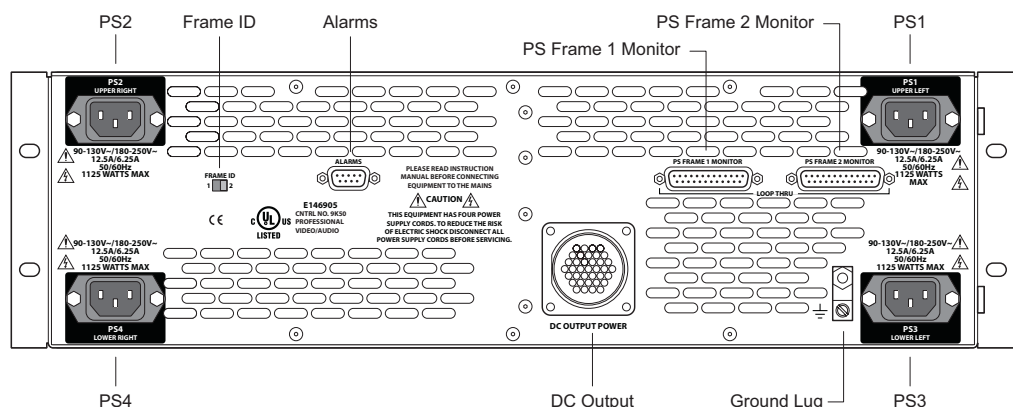 PS2
Frame ID
Alarms
PS Frame 1 Monitor
PS Frame 2 Monitor
PS1
PS2
UPPER RIGHT
90-130V~/180-250V~
12.5A/6.25A
50/60Hz
1125 WATTS MAX
FRAME ID
1 2
ALARMS
PLEASE READ INSTRUCTION
MANUAL BEFORE CONNECTING
EQUIPMENT TO THE MAINS
CAUTION
THIS EQUIPMENT HAS FOUR POWER
SUPPLY CORDS. TO REDUCE THE RISK
OF ELECTRIC SHOCK DISCONNECT ALL
POWER SUPPLY CORDS BEFORE SERVICING.
CE
C UL US
LISTED
E146905
CNTRL NO. 9K50
PROFESSIONAL
VIDEO/AUDIO
PS FRAME 1 MONITOR
PS FRAME 2 MONITOR
LOOP THRU
PS1
UPPER LEFT
90-130V~/180-250V~
12.5A/6.25A
50/60Hz
1125 WATTS
MAX
90-130V~/180-250V~
12.5A/6.25A
50/60Hz
1125 WATTS MAX
PS4
LOWER RIGHT
DC OUTPUT POWER
90-130V~/180-250V~
12.5A/6.25A
50/60Hz
1125 WATTS MAX
PS3
LOWER LEFT
PS4
DC Output
Ground Lug
PS3